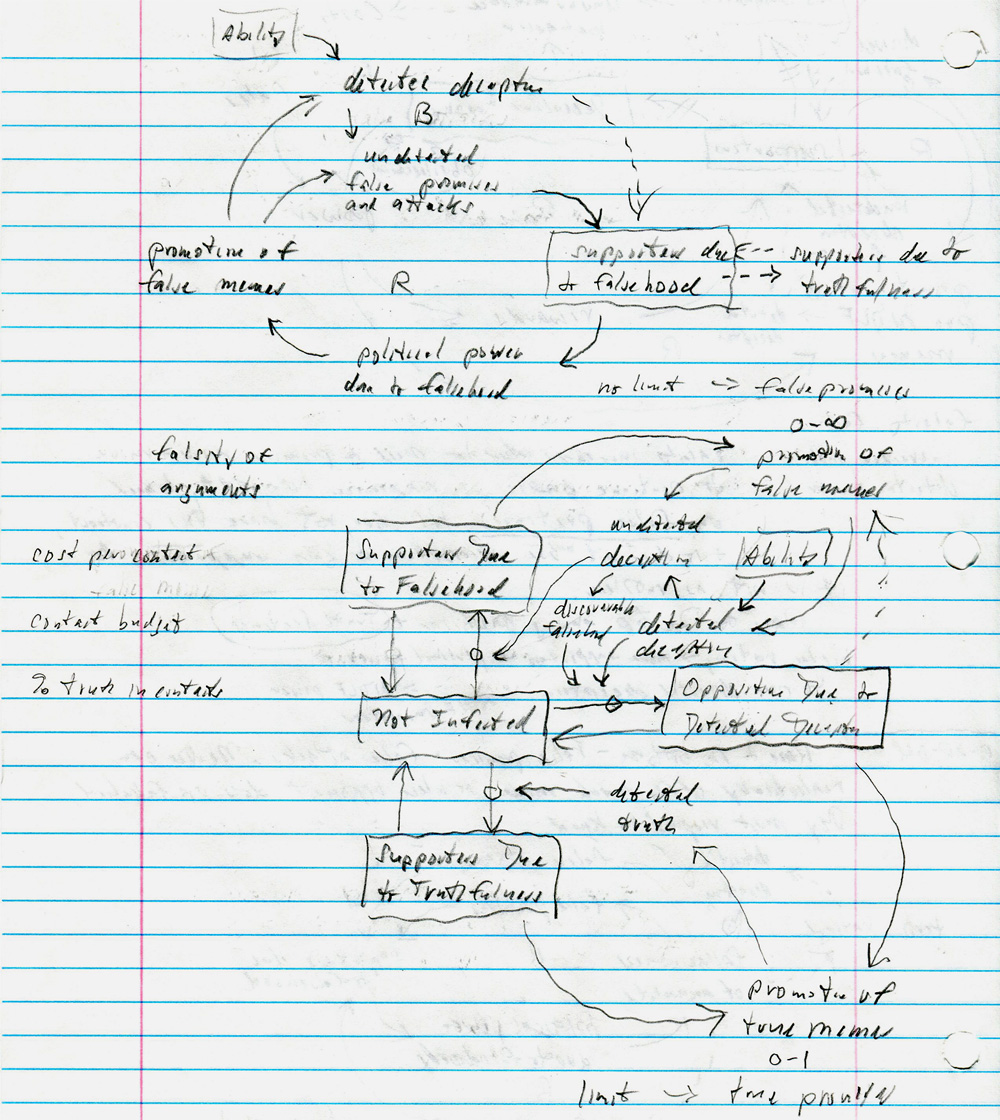 Ability
detected deception
B
undetected
false promises
and attacks
promotion of
false memes
R
supporters due
to falsehood
supporters due to
truthfulness
political power
due to falsehood
no limit → false promises
0-∞
falsity of
arguments
promotion of
false memes
undetected
deception
Ability
cost per contact
Supporters Due
to Falsehood
discoverable
falsehood
detected
deception
contact budget
% truth in contacts
Not Infected
Opposition Due to
Detected Deception
detected
truth
Supporters Due
to Truthfulness
promotion of
true memes
0-1
limit → true promises